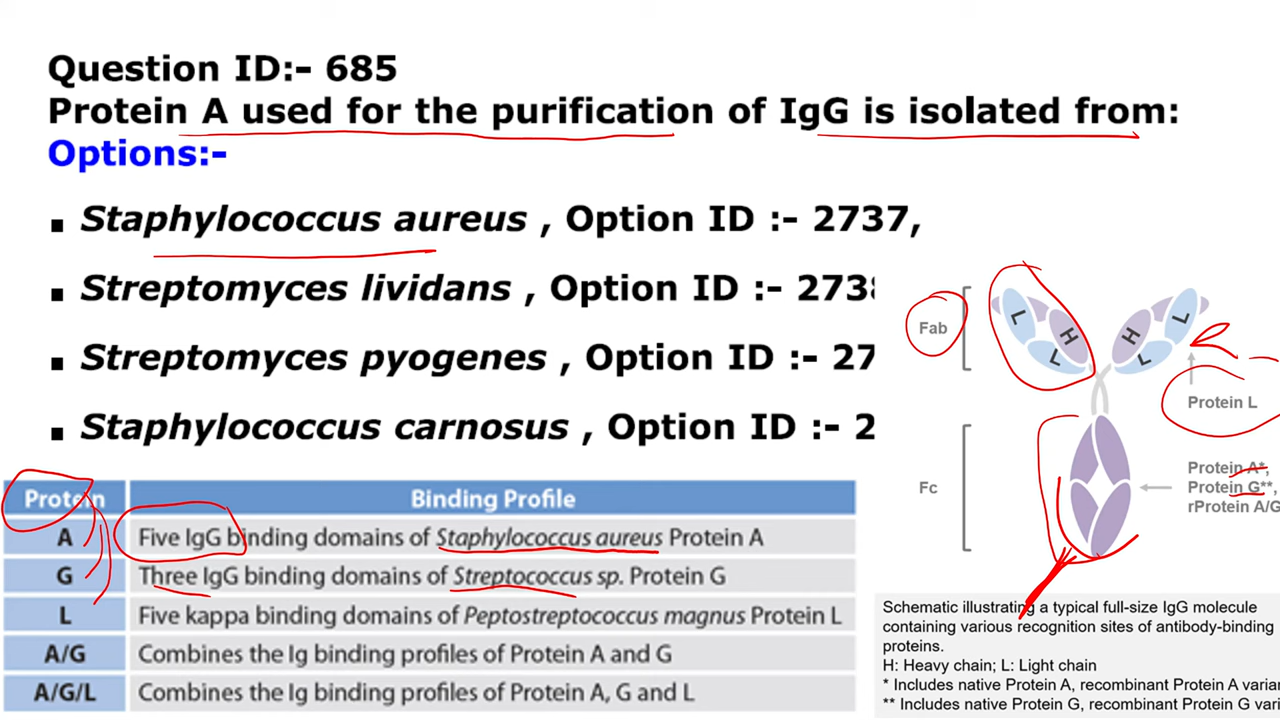 Question ID:- 685
Protein A used for the purification of IgG is isolated from:
Options:-
▪ Staphylococcus aureus , Option ID :- 2737,
▪ Streptomyces lividans , Option ID :- 2738
▪ Streptomyces pyogenes , Option ID :- 27
▪ Staphylococcus carnosus , Option ID :- 2
Protein Binding Profile
A Five IgG binding domains of Staphylococcus aureus Protein A
G Three IgG binding domains of Streptococcus sp. Protein G
L Five kappa binding domains of Peptostreptococcus magnus Protein L
A/G Combines the Ig binding profiles of Protein A and G
A/G/L Combines the Ig binding profiles of Protein A, G and L
Fab
L
H
L
H
L
L
Protein L
Fc
Protein A*,
Protein G**,
rProtein A/G
Schematic illustrating a typical full-size IgG molecule
containing various recognition sites of antibody-binding
proteins.
H: Heavy chain; L: Light chain
* Includes native Protein A, recombinant Protein A
** Includes native Protein G, recombinant Protein G